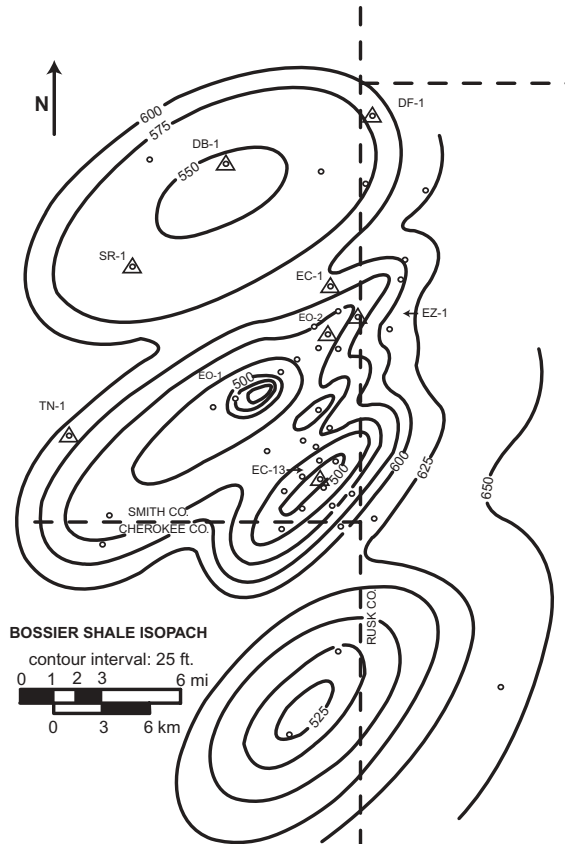 600
DF-1
N
575
DB-1
550
SR-1
EC-1
EO-2
EZ-1
EO-1
500
TN-1
EC-13
500
600
625
650
SMITH CO.
CHEROKEE CO.
RUSK CO.
BOSSIER SHALE ISOPACH
contour interval: 25 ft.
0 1 2 3 6 mi
0 3 6 km
525